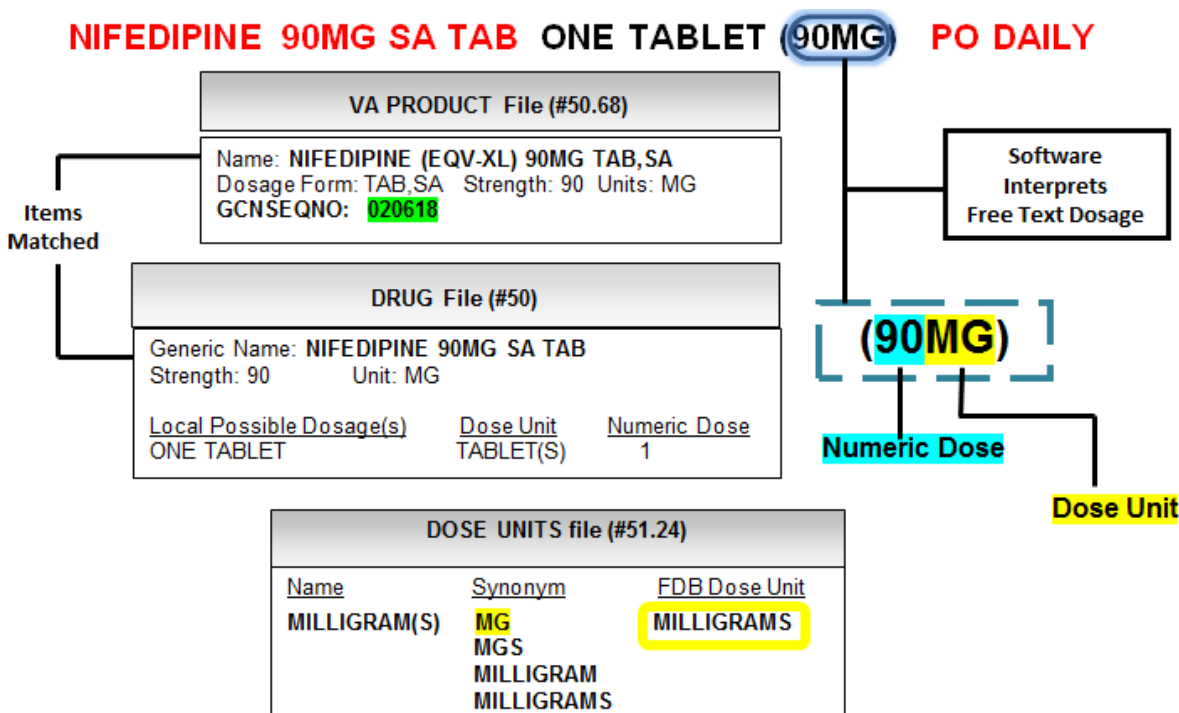 NIFEDIPINE 90MG SA TAB ONE TABLET (90MG) PO DAILY
VA PRODUCT File (#50.68)
Name: NIFEDIPINE (EQV-XL) 90MG TAB,SA
Dosage Form: TAB,SA Strength: 90 Units: MG
GCNSEQNO: 020618
Software
Interprets
Free Text Dosage
Items
Matched
DRUG File (#50)
Generic Name: NIFEDIPINE 90MG SA TAB
Strength: 90 Unit: MG
Local Possible Dosage(s) Dose Unit Numeric Dose
ONE TABLET TABLET(S) 1
(90MG)
Numeric Dose
Dose Unit
DOSE UNITS file (#51.24)
Name Synonym FDB Dose Unit
MILLIGRAM(S) MG MILLIGRAMS
MGS
MILLIGRAM
MILLIGRAMS